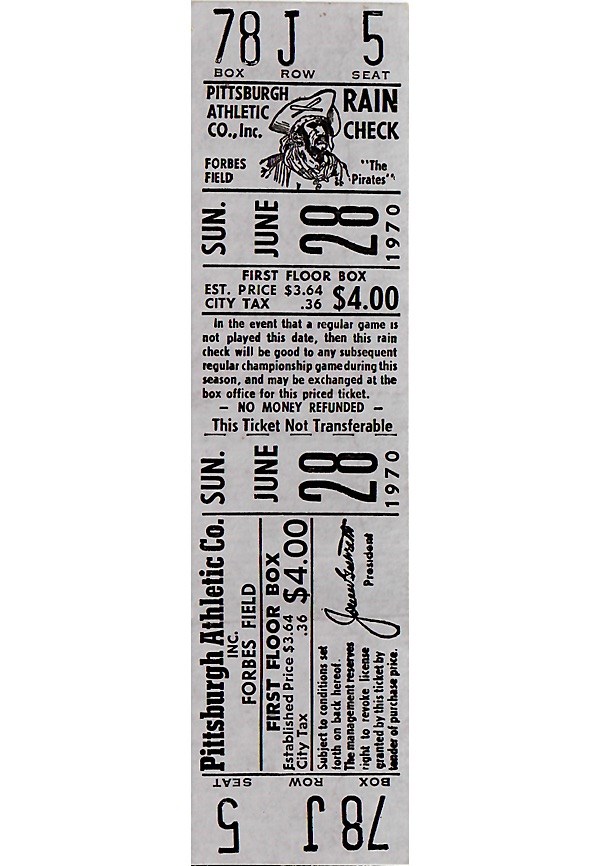 78 J 5
BOX ROW SEAT
PITTSBURGH
ATHLETIC
CO., Inc.
RAIN
CHECK
FORBES
FIELD
"The
Pirates"
SUN. JUNE 28 1970
FIRST FLOOR BOX
EST. PRICE $3.64
CITY TAX .36
$4.00
In the event that a regular game is
not played this date, then this rain
check will be good to any subsequent
regular championship game during this
season, and may be exchanged at the
box office for this priced ticket.
— NO MONEY REFUNDED —
This Ticket Not Transferable
SUN. JUNE 28 1970
Pittsburgh Athletic Co.
INC.
FORBES FIELD
FIRST FLOOR BOX
Established Price $3.64
City Tax .36
$4.00
Subject to conditions set
forth on back hereof.
The management reserves
right to revoke license
granted by this ticket by
tender of purchase price.
President
BOX ROW SEAT
78 J 5